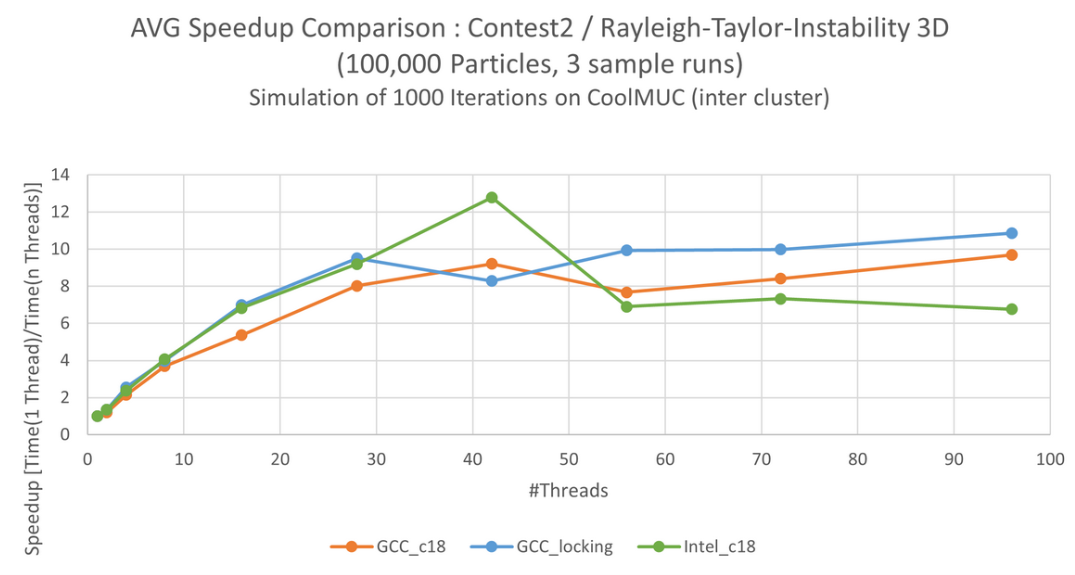 AVG Speedup Comparison : Contest2 / Rayleigh-Taylor-Instability 3D
(100,000 Particles, 3 sample runs)
Simulation of 1000 Iterations on CoolMUC (inter cluster)
Speedup [Time(1 Thread)/Time(n Threads)]
14
12
10
8
6
4
2
0
0 10 20 30 40 50 60 70 80 90 100
#Threads
GCC_c18 GCC_locking Intel_c18